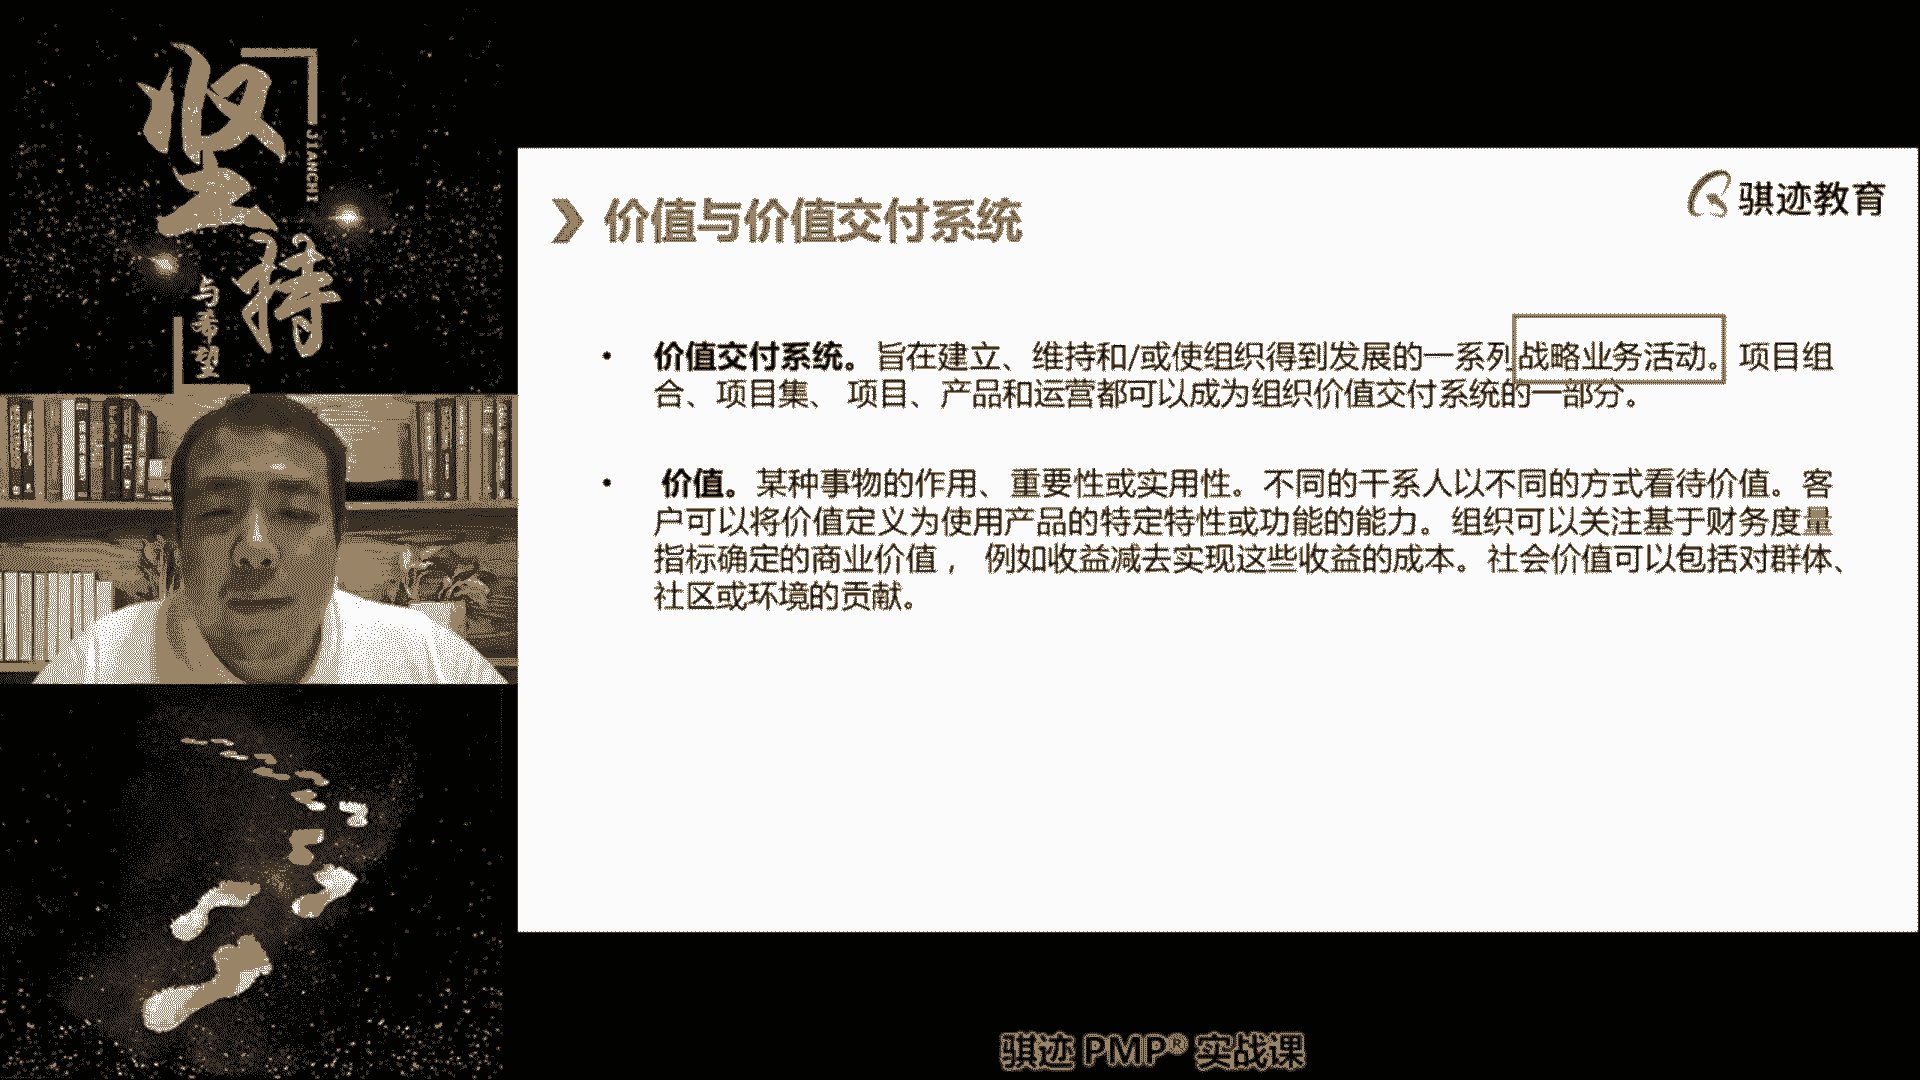 坚持
JIANCHI
与希望
骐迹教育
价值与价值交付系统
• 价值交付系统。旨在建立、维持和/或使组织得到发展的一系列战略业务活动。项目组
合、项目集、 项目、产品和运营都可以成为组织价值交付系统的一部分。
• 价值。某种事物的作用、重要性或实用性。不同的干系人以不同的方式看待价值。客
户可以将价值定义为使用产品的特定特性或功能的能力。组织可以关注基于财务度量
指标确定的商业价值， 例如收益减去实现这些收益的成本。社会价值可以包括对群体、
社区或环境的贡献。
骐迹 PMP® 实战课